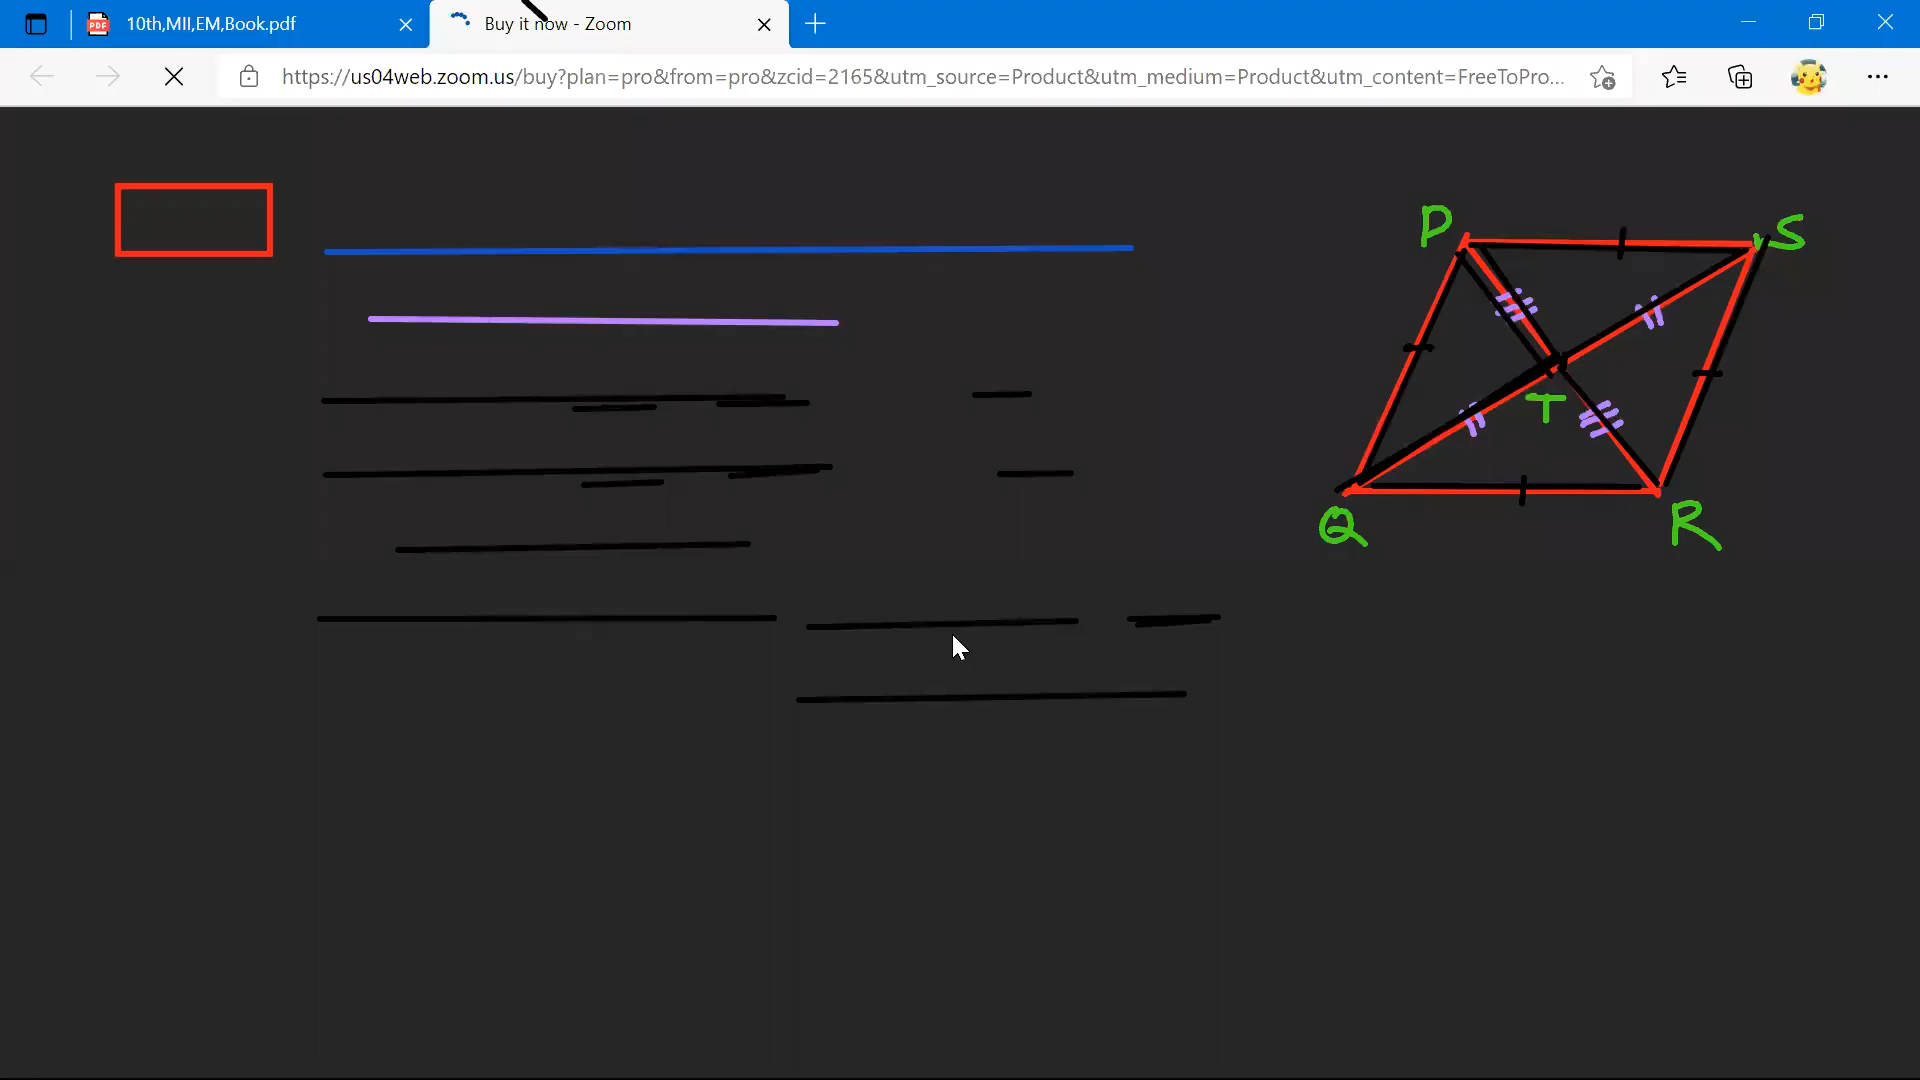 10th,MII,EM,Book.pdf
Buy it now - Zoom
https://us04web.zoom.us/buy?plan=pro&from=pro&zcid=2165&utm_source=Product&utm_medium=Product&utm_content=FreeToPro...
P
S
T
Q
R